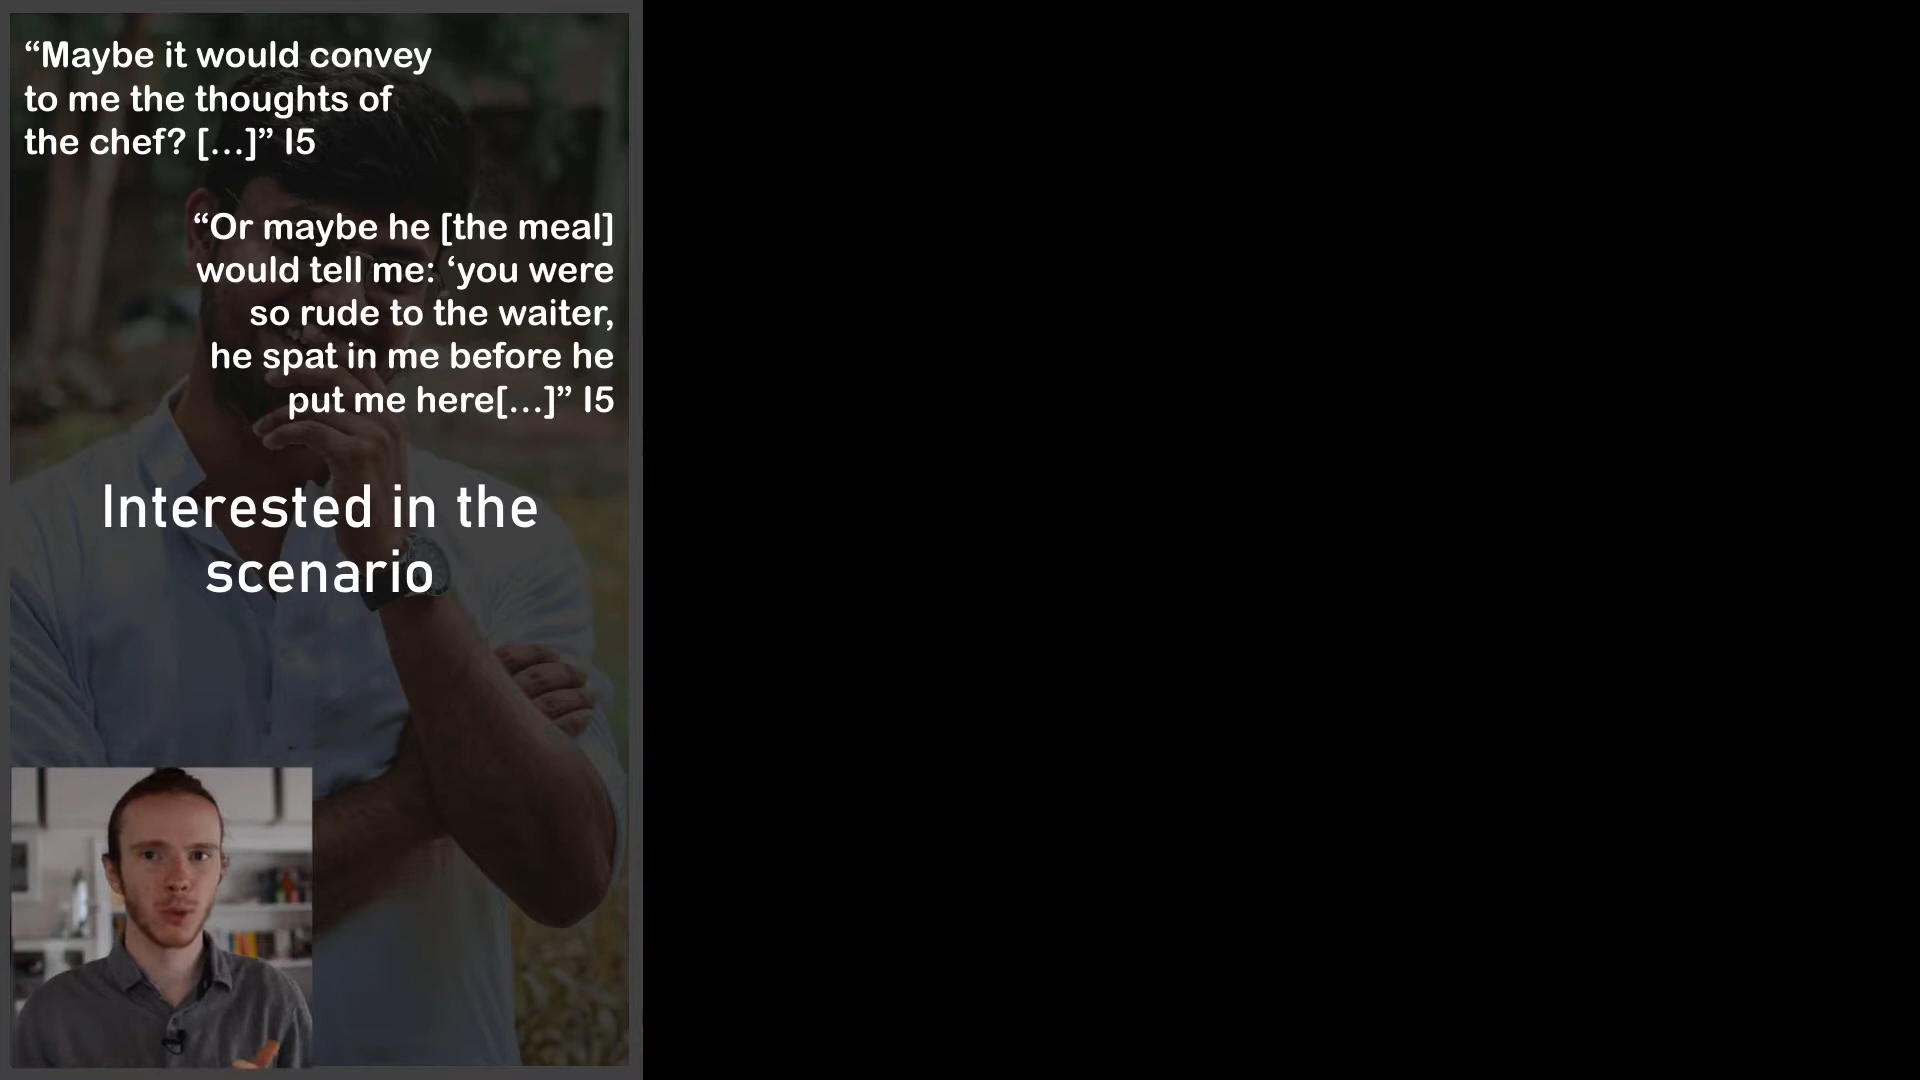 “Maybe it would convey
to me the thoughts of
the chef? […]” I5
“Or maybe he [the meal]
would tell me: ‘you were
so rude to the waiter,
he spat in me before he
put me here[…]” I5
Interested in the
scenario